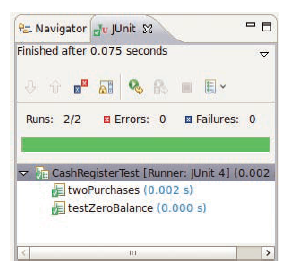 Navigator JUnit
Finished after 0.075 seconds
Runs: 2/2 Errors: 0 Failures: 0
CashRegisterTest [Runner: JUnit 4] (0.002
twoPurchases (0.002 s)
testZeroBalance (0.000 s)